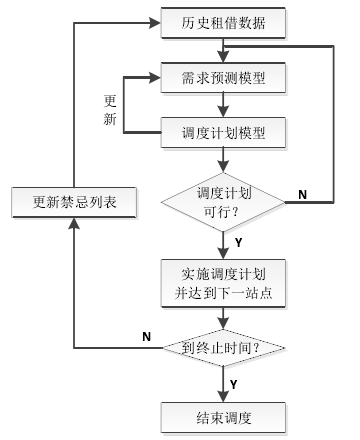 历史租借数据
需求预测模型
更
新
调度计划模型
调度计划
可行？
N
更新禁忌列表
Y
实施调度计划
并达到下一站点
N
到终止时间？
Y
结束调度